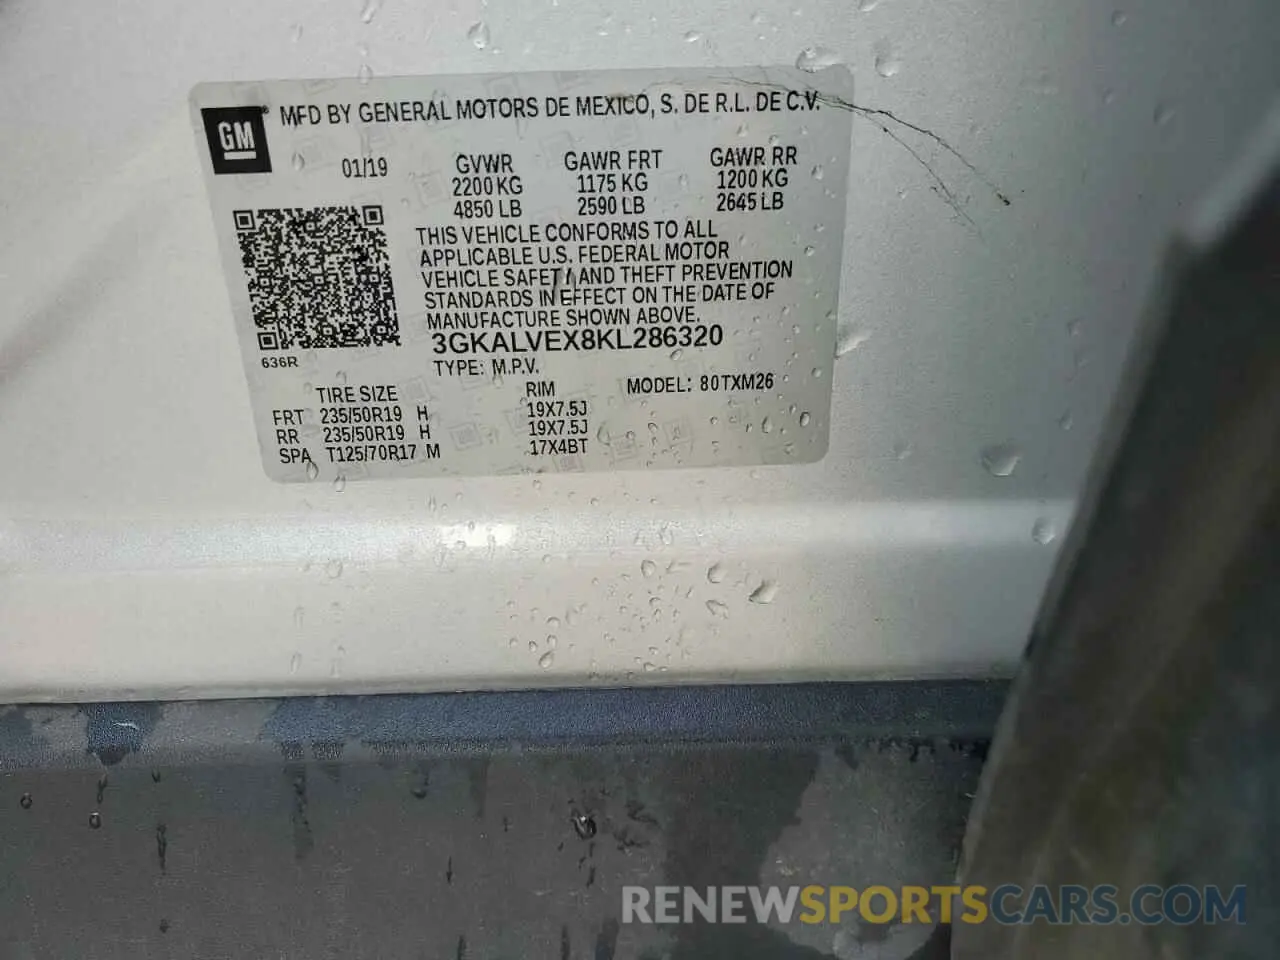 GM ® MFD BY GENERAL MOTORS DE MEXICO, S. DE R.L. DE C.V.
01/19 GVWR GAWR FRT GAWR RR
2200 KG 1175 KG 1200 KG
4850 LB 2590 LB 2645 LB
THIS VEHICLE CONFORMS TO ALL
APPLICABLE U.S. FEDERAL MOTOR
VEHICLE SAFETY AND THEFT PREVENTION
STANDARDS IN EFFECT ON THE DATE OF
MANUFACTURE SHOWN ABOVE.
3GKALVEX8KL286320
636R
TYPE: M.P.V.
TIRE SIZE RIM MODEL: 80TXM26
FRT 235/50R19 H 19X7.5J
RR 235/50R19 H 19X7.5J
SPA T125/70R17 M 17X4BT
RENEWSPORTSCARS.COM